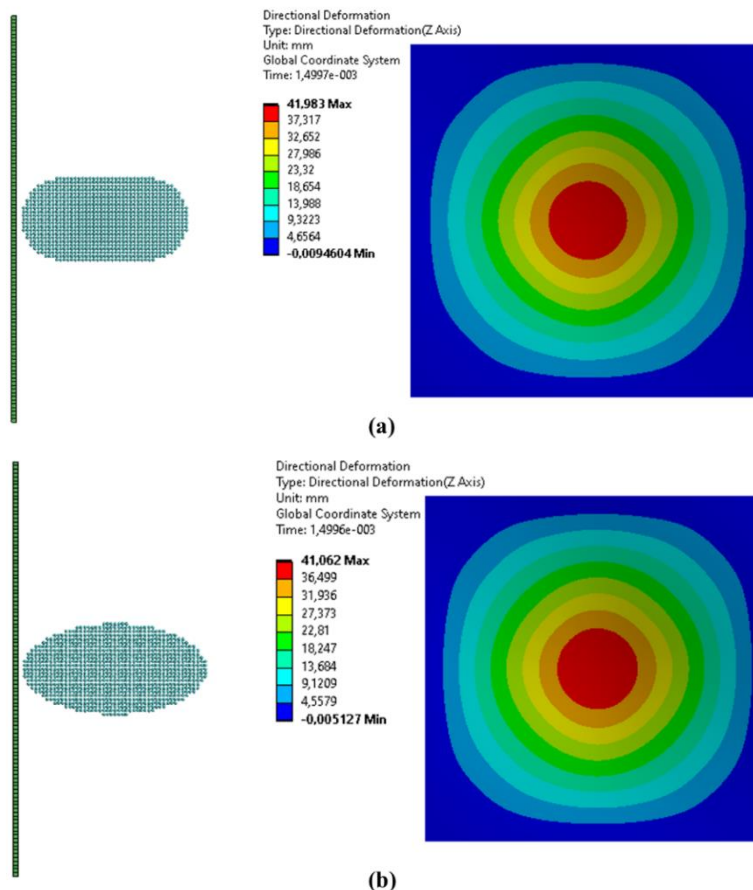 Directional Deformation
Type: Directional Deformation(Z Axis)
Unit: mm
Global Coordinate System
Time: 1,4997e-003
41,983 Max
37,317
32,652
27,986
23,32
18,654
13,988
9,3223
4,6564
-0,0094604 Min
(a)
Directional Deformation
Type: Directional Deformation(Z Axis)
Unit: mm
Global Coordinate System
Time: 1,4996e-003
41,062 Max
36,499
31,936
27,373
22,81
18,247
13,684
9,1209
4,5579
-0,005127 Min
(b)